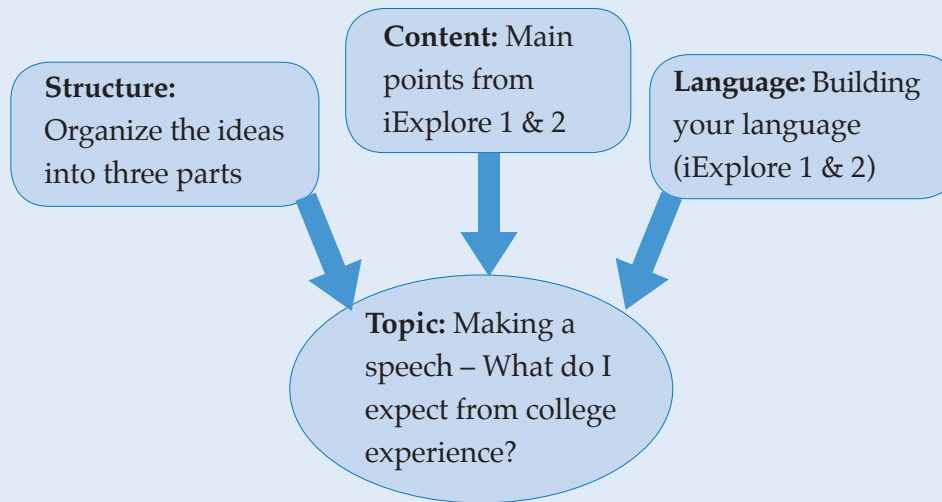 Structure:
Organize the ideas
into three parts
Content: Main
points from
iExplore 1 & 2
Language: Building
your language
(iExplore 1 & 2)
Topic: Making a
speech – What do I
expect from college
experience?